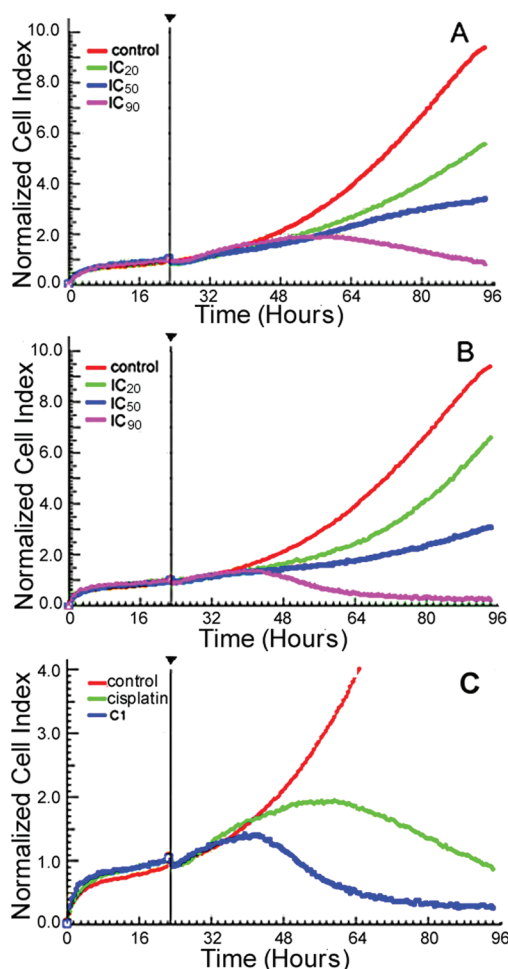 A
control
IC20
IC50
IC90
Normalized Cell Index
10.0
8.0
6.0
4.0
2.0
0.0
0 16 32 48 64 80 96
Time (Hours)
B
control
IC20
IC50
IC90
Normalized Cell Index
10.0
8.0
6.0
4.0
2.0
0.0
0 16 32 48 64 80 96
Time (Hours)
C
control
cisplatin
C1
Normalized Cell Index
4.0
3.0
2.0
1.0
0.0
0 16 32 48 64 80 96
Time (Hours)